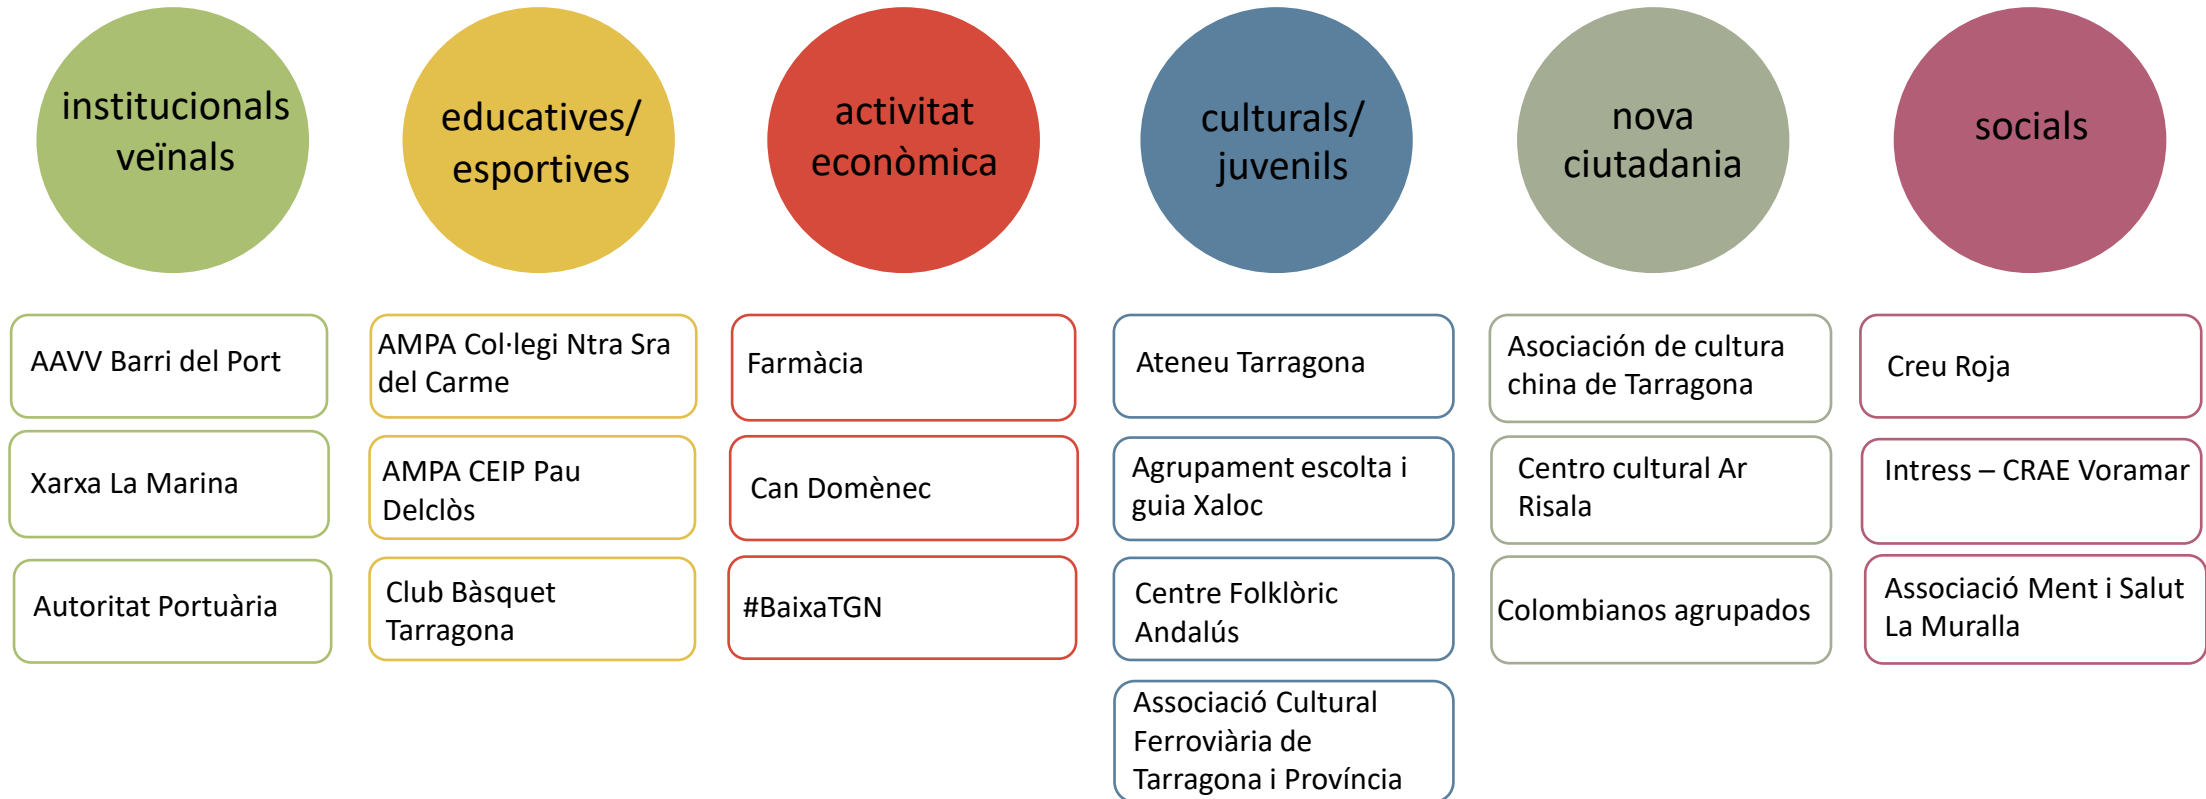 institucionals
veïnals
educatives/
esportives
activitat
econòmica
culturals/
juvenils
nova
ciutadania
socials
AAVV Barri del Port
Xarxa La Marina
Autoritat Portuària
AMPA Col·legi Ntra Sra
del Carme
AMPA CEIP Pau
Delclòs
Club Bàsquet
Tarragona
Farmàcia
Can Domènec
#BaixaTGN
Ateneu Tarragona
Agrupament escolta i
guia Xaloc
Centre Folklòric
Andalús
Associació Cultural
Ferroviària de
Tarragona i Província
Asociación de cultura
china de Tarragona
Centro cultural Ar
Risala
Colombianos agrupados
Creu Roja
Intress – CRAE Voramar
Associació Ment i Salut
La Muralla